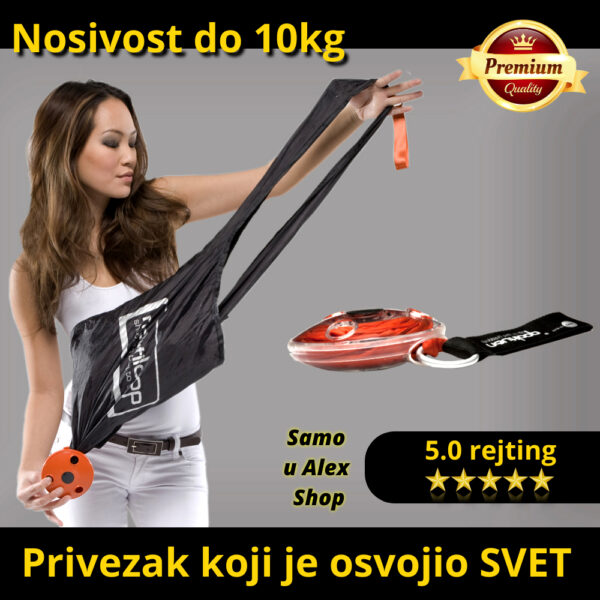 Nosivost do 10kg
Premium
Quality
Samo
u Alex
Shop
5.0 rejting
Privezak koji je osvojio SVET